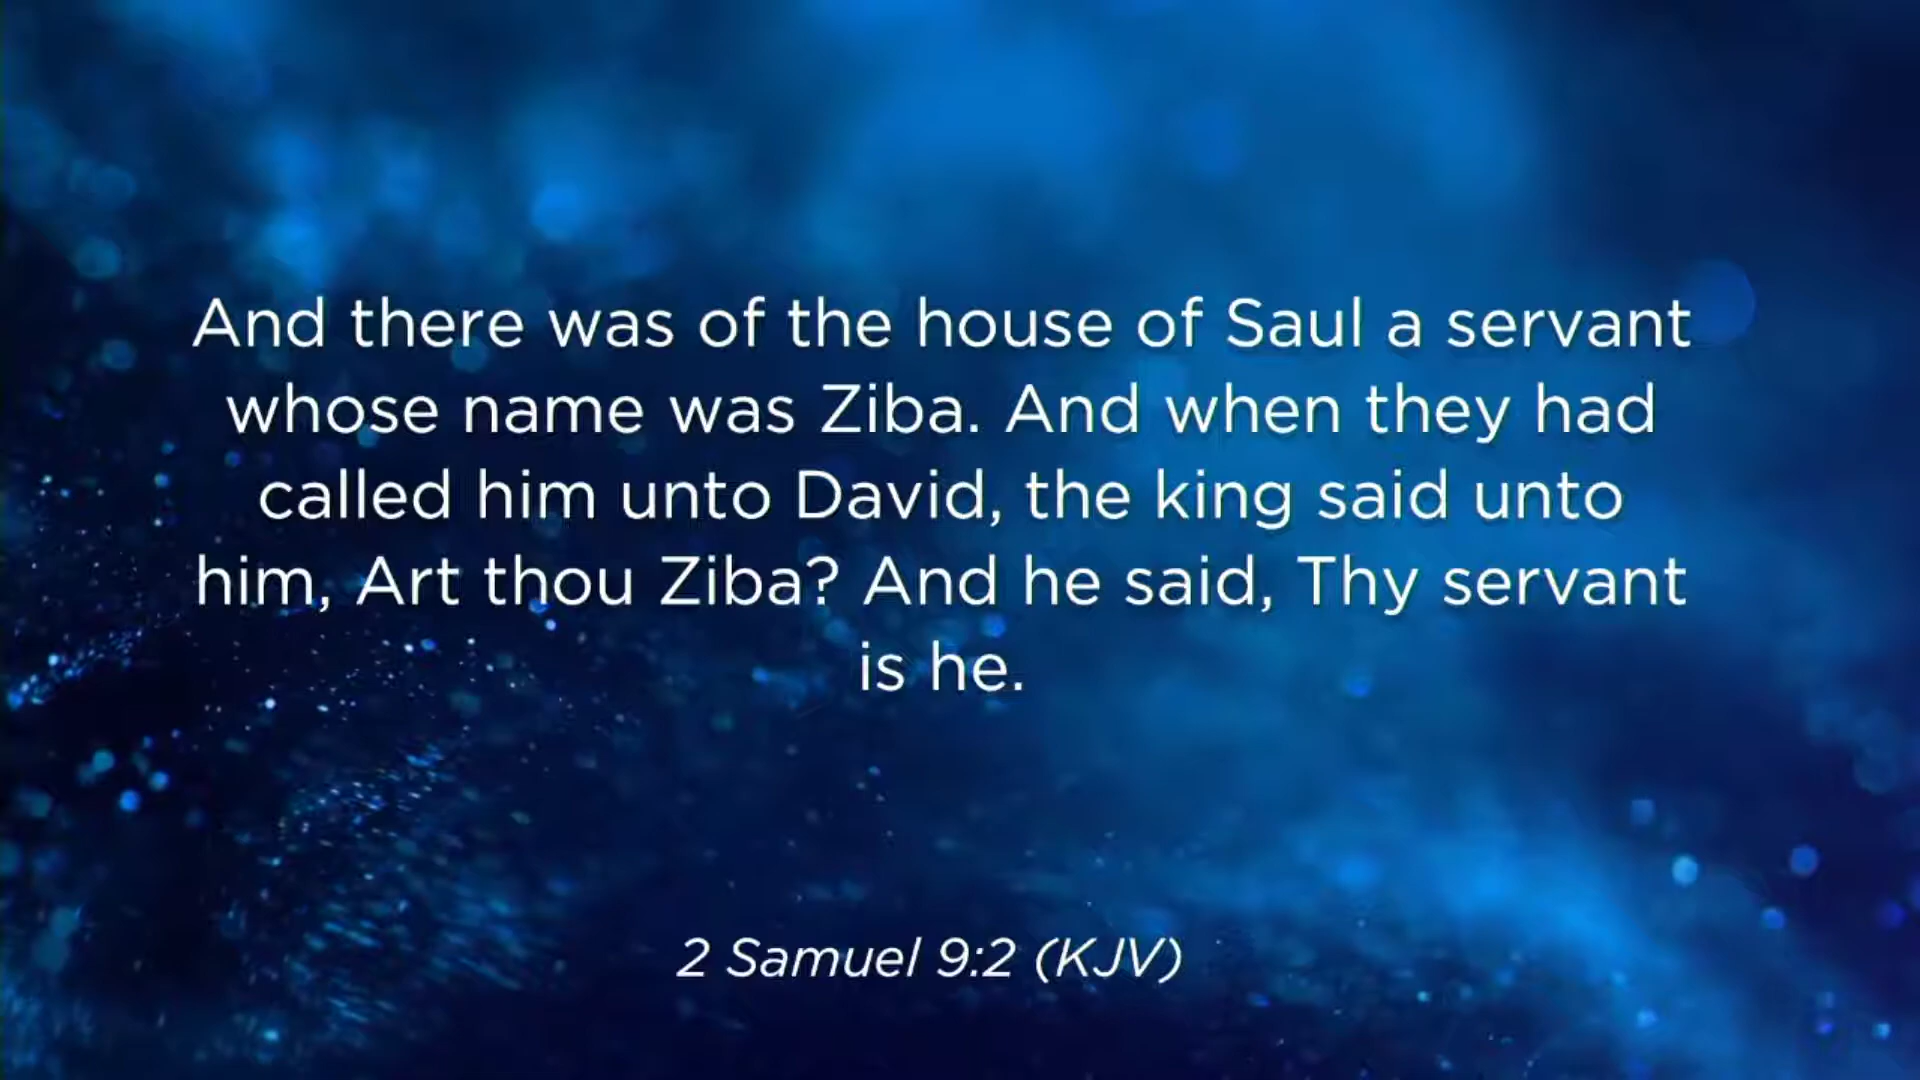 And there was of the house of Saul a servant
whose name was Ziba. And when they had
called him unto David, the king said unto
him, Art thou Ziba? And he said, Thy servant
is he.
2 Samuel 9:2 (KJV)